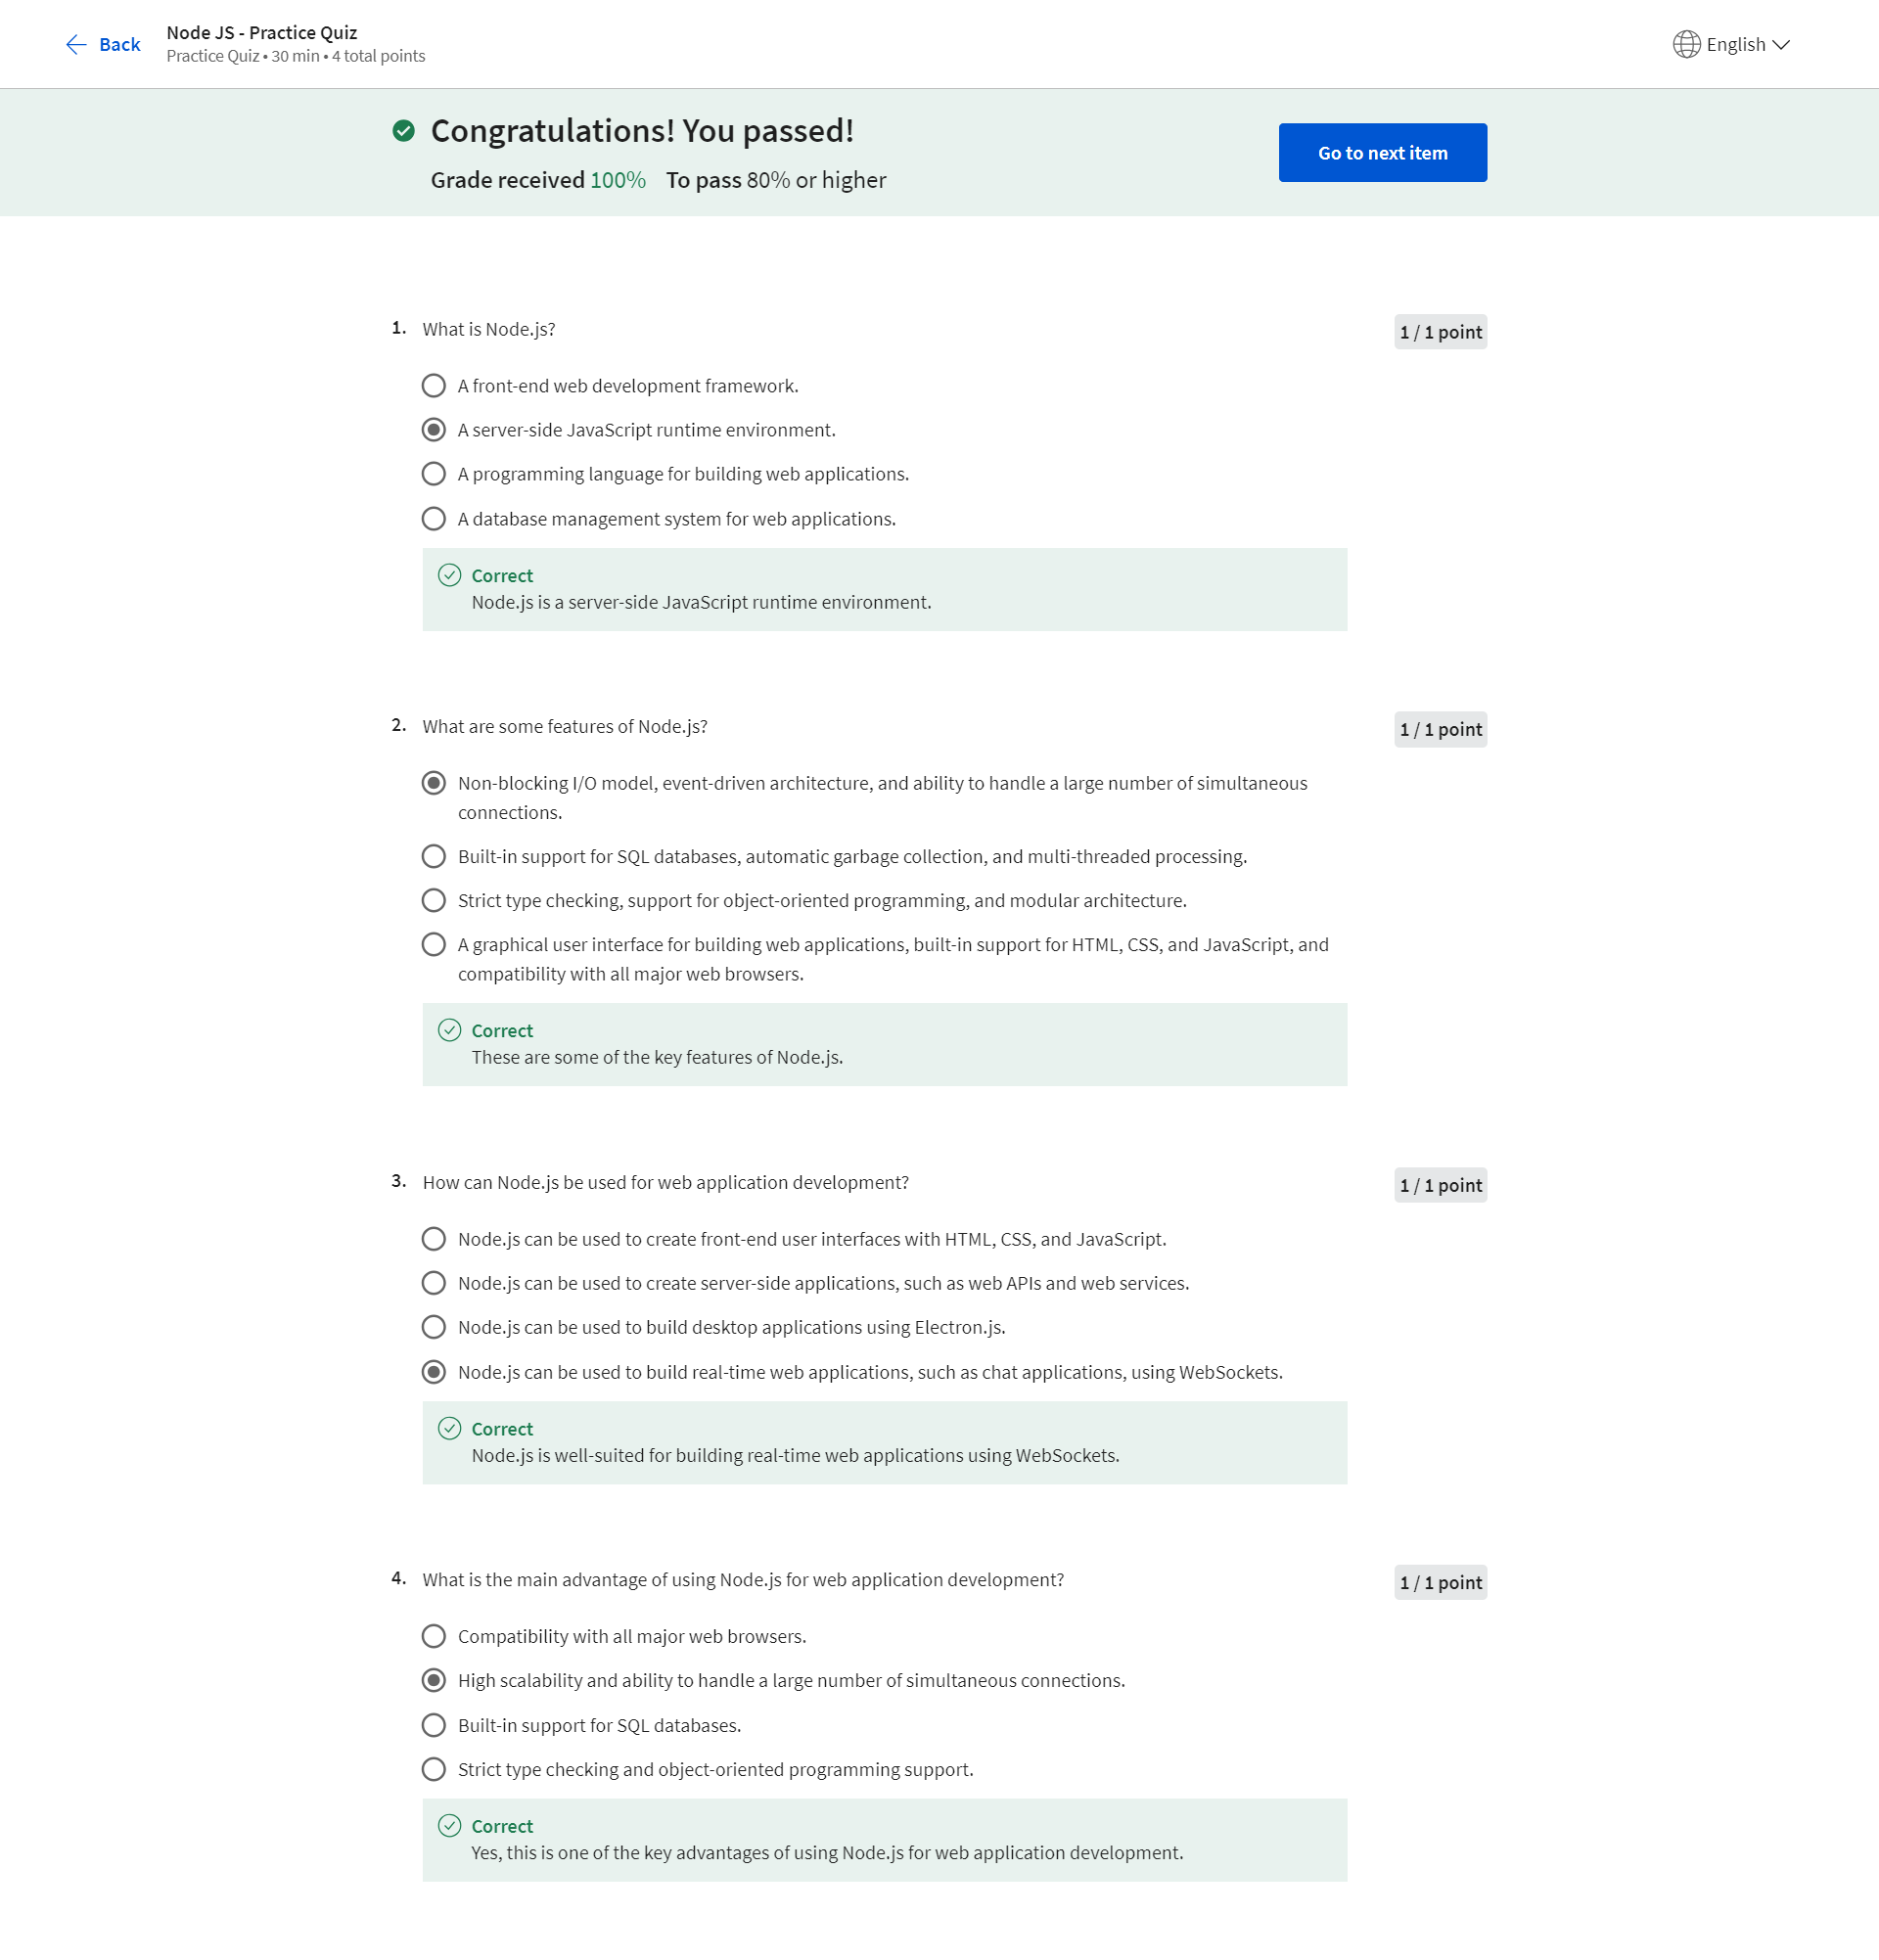 Back
Node JS - Practice Quiz
Practice Quiz • 30 min • 4 total points
English
Congratulations! You passed!
Grade received 100% To pass 80% or higher
Go to next item
1. What is Node.js?
1 / 1 point
A front-end web development framework.
A server-side JavaScript runtime environment.
A programming language for building web applications.
A database management system for web applications.
Correct
Node.js is a server-side JavaScript runtime environment.
2. What are some features of Node.js?
1 / 1 point
Non-blocking I/O model, event-driven architecture, and ability to handle a large number of simultaneous
connections.
Built-in support for SQL databases, automatic garbage collection, and multi-threaded processing.
Strict type checking, support for object-oriented programming, and modular architecture.
A graphical user interface for building web applications, built-in support for HTML, CSS, and JavaScript, and
compatibility with all major web browsers.
Correct
These are some of the key features of Node.js.
3. How can Node.js be used for web application development?
1 / 1 point
Node.js can be used to create front-end user interfaces with HTML, CSS, and JavaScript.
Node.js can be used to create server-side applications, such as web APIs and web services.
Node.js can be used to build desktop applications using Electron.js.
Node.js can be used to build real-time web applications, such as chat applications, using WebSockets.
Correct
Node.js is well-suited for building real-time web applications using WebSockets.
4. What is the main advantage of using Node.js for web application development?
1 / 1 point
Compatibility with all major web browsers.
High scalability and ability to handle a large number of simultaneous connections.
Built-in support for SQL databases.
Strict type checking and object-oriented programming support.
Correct
Yes, this is one of the key advantages of using Node.js for web application development.